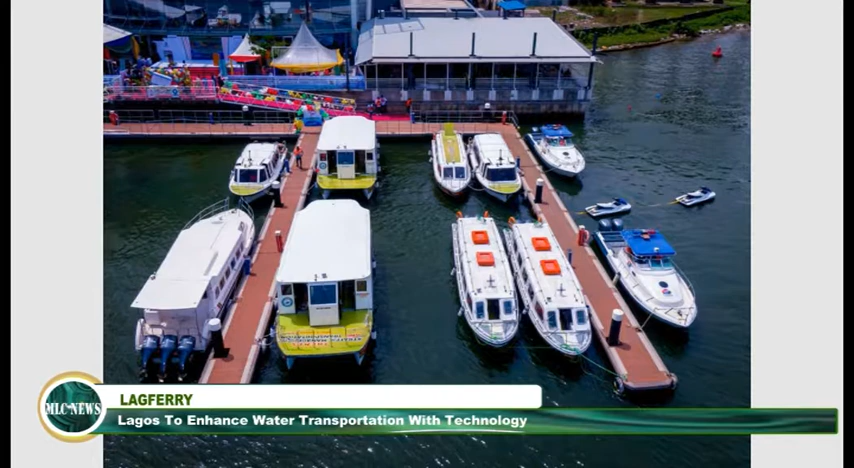 LAGFERRY
MLC NEWS
Lagos To Enhance Water Transportation With Technology